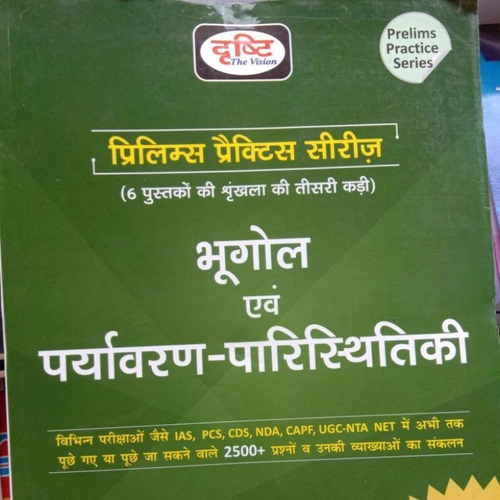 दृष्टि
The Vision
Prelims
Practice
Series
प्रिलिम्स प्रैक्टिस सीरीज़
(6 पुस्तकों की शृंखला की तीसरी कड़ी)
भूगोल
एवं
पर्यावरण-पारिस्थितिकी
विभिन्न परीक्षाओं जैसे IAS, PCS, CDS, NDA, CAPF, UGC-NTA NET में अभी तक
पूछे गए या पूछे जा सकने वाले 2500+ प्रश्नों व उनकी व्याख्याओं का संकलन